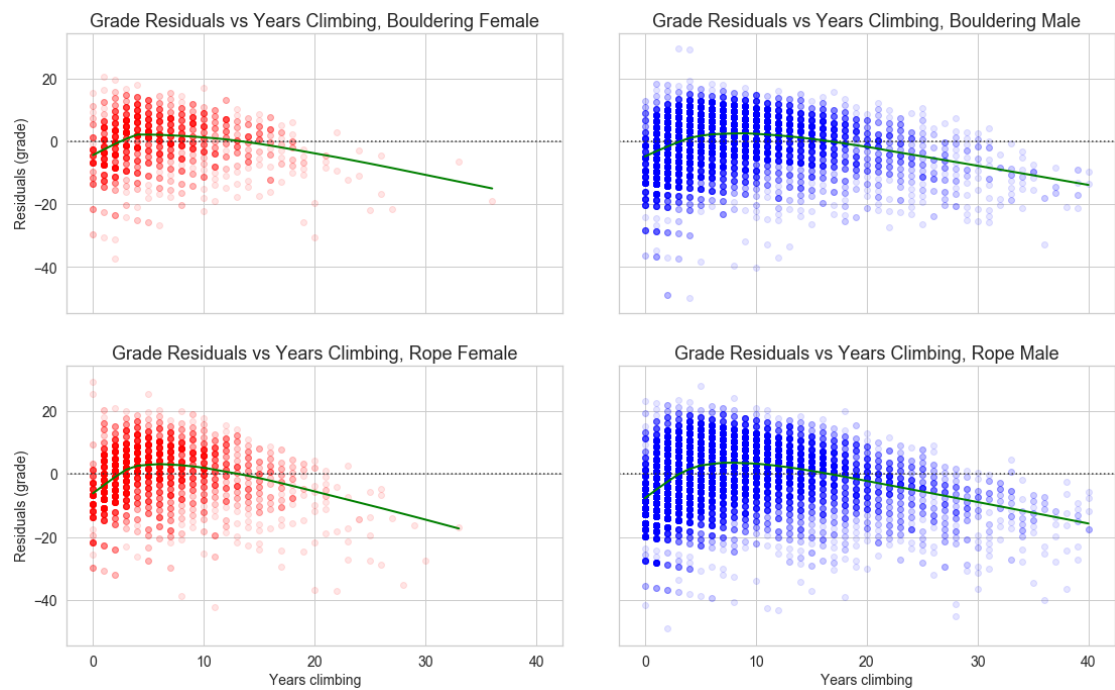 Grade Residuals vs Years Climbing, Bouldering Female
Grade Residuals vs Years Climbing, Bouldering Male
20
0
−20
−40
Residuals (grade)
Grade Residuals vs Years Climbing, Rope Female
Grade Residuals vs Years Climbing, Rope Male
20
0
−20
−40
Residuals (grade)
0 10 20 30 40
0 10 20 30 40
Years climbing
Years climbing